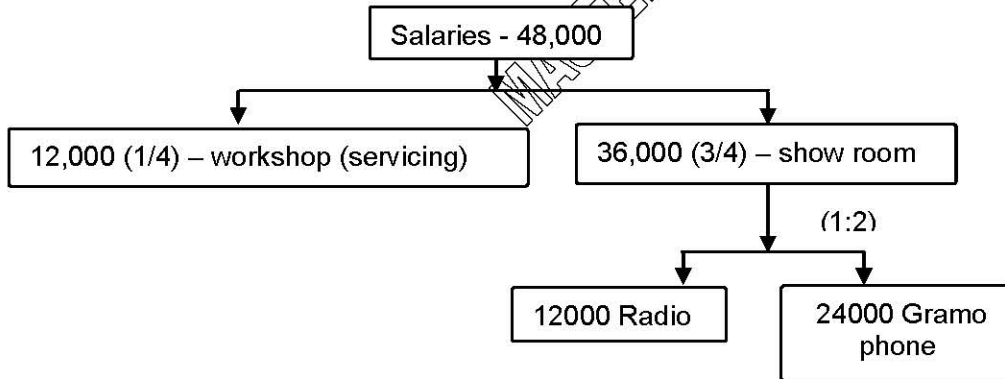 Salaries - 48,000
12,000 (1/4) – workshop (servicing)
36,000 (3/4) – show room
(1:2)
12000 Radio
24000 Gramo
phone